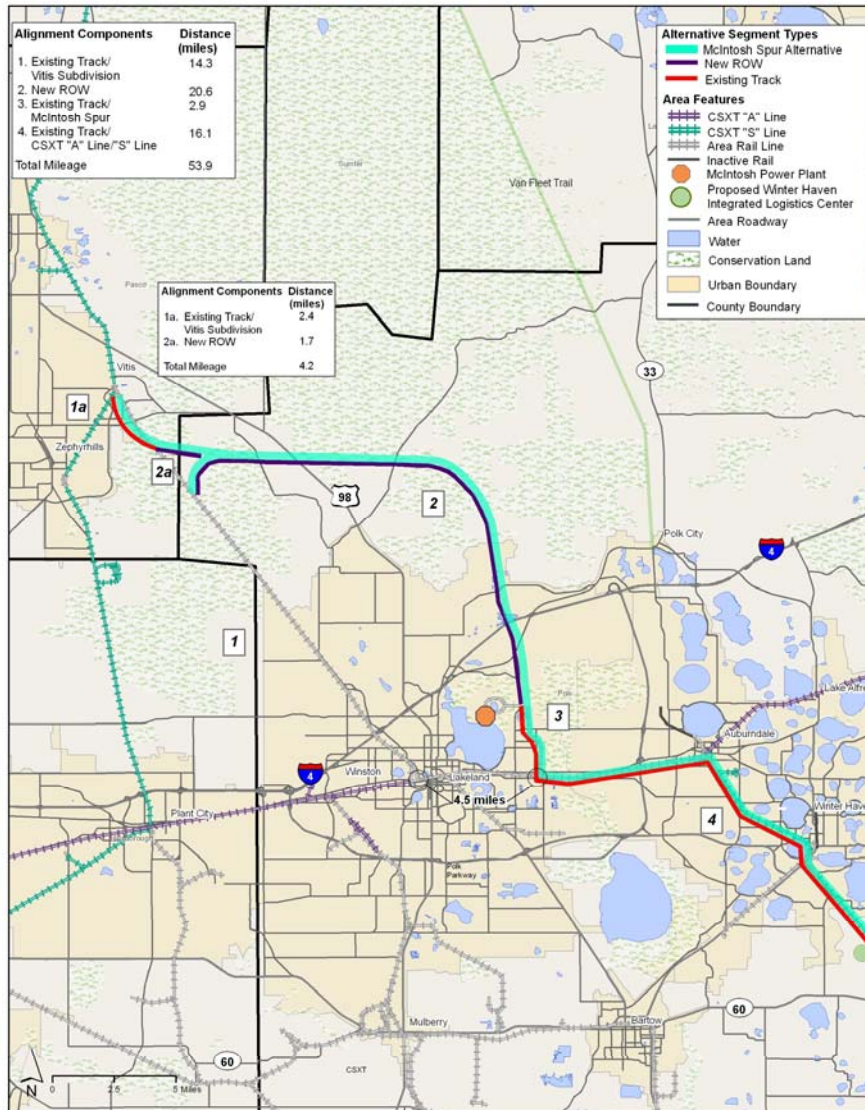 Alignment Components Distance
(miles)
1. Existing Track/ 14.3
Vitis Subdivision
2. New ROW 20.6
3. Existing Track/ 2.9
McIntosh Spur
4. Existing Track/ 16.1
CSXT "A" Line/"S" Line
Total Mileage 53.9
Alternative Segment Types
McIntosh Spur Alternative
New ROW
Existing Track
Area Features
CSXT "A" Line
CSXT "S" Line
Area Rail Line
Inactive Rail
McIntosh Power Plant
Proposed Winter Haven
Integrated Logistics Center
Area Roadway
Water
Conservation Land
Urban Boundary
County Boundary
Sumter
Van Fleet Trail
Pasco
Alignment Components Distance
(miles)
1a. Existing Track/ 2.4
Vitis Subdivision
2a. New ROW 1.7
Total Mileage 4.2
33
Vitis
1a
Zephyrhills
2a
98
2
Polk City
4
1
Polk
3
Lake Alfre
Auburndale
4
Winston
Lakeland
4.5 miles
Plant City
4
Winter Have
Polk
Parkway
Mulberry
Bartow
60
60
CSXT
N
0 2.5 5 Miles